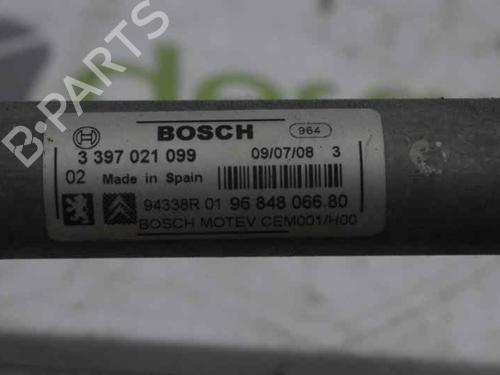 B-PARTS
BOSCH
964
3 397 021 099
09/07/08 3
02 Made in Spain
94338R 01 96 848 066.80
BOSCH MOTEV CEM001/H00